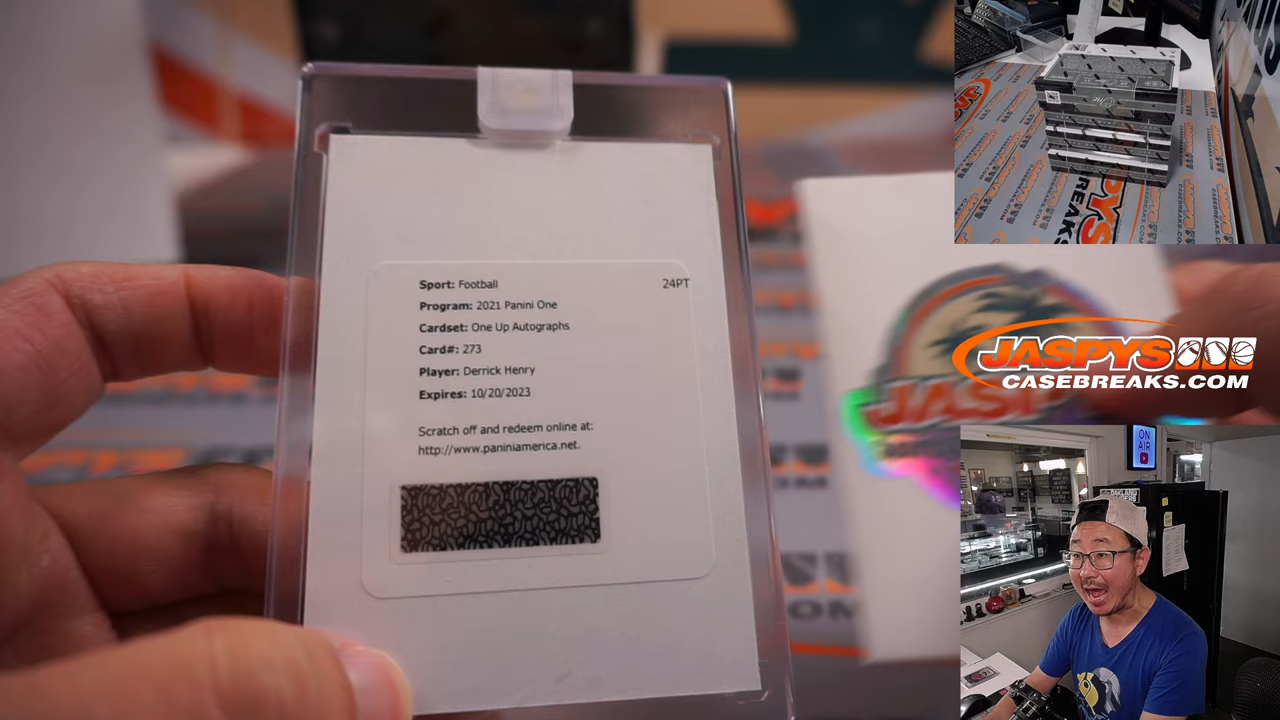 Sport: Football
24PT
Program: 2021 Panini One
Cardset: One Up Autographs
Card#: 273
Player: Derrick Henry
Expires: 10/20/2023
Scratch off and redeem online at:
http://www.paniniamerica.net.
JASPYS
CASEBREAKS.COM
ON
AIR
OAKLAND